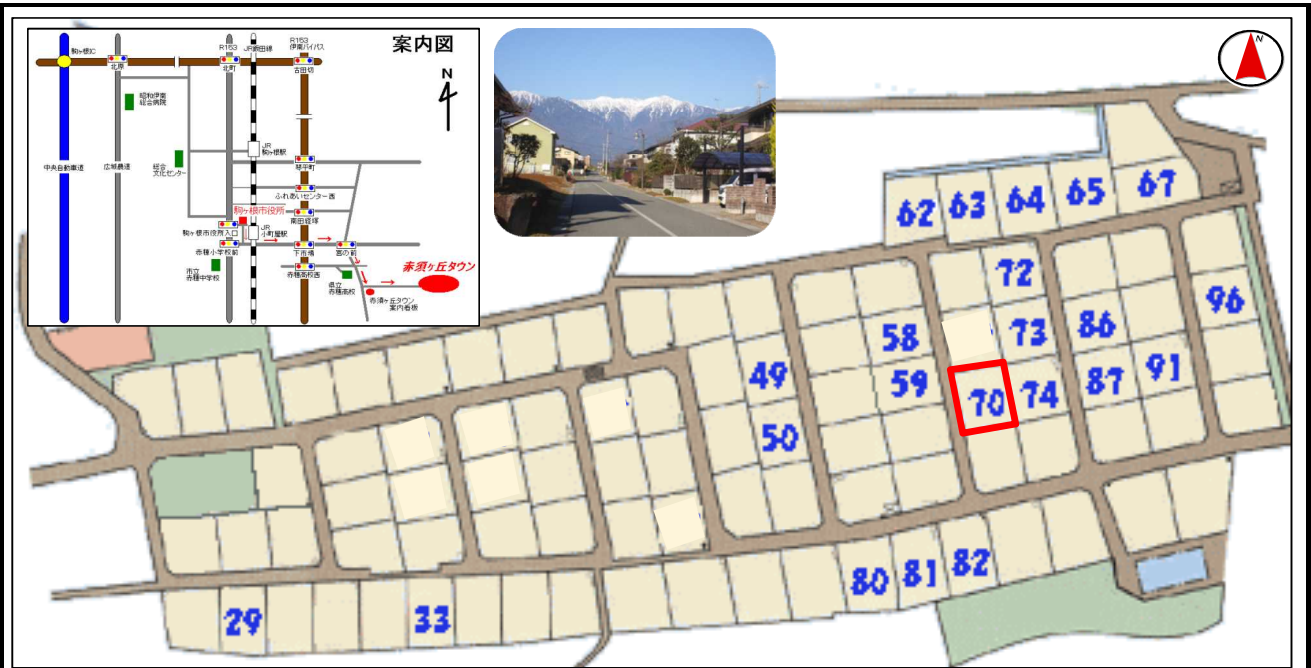 案内図
N
R153
JR飯田線
R153
伊南バイパス
駒ヶ根IC
北原
北町
古田切
昭和伊南
総合病院
中央自動車道
広域農道
総合
文化センター
JR
駒ヶ根駅
琴平町
ふれあいセンター西
駒ヶ根市役所
南田経塚
駒ヶ根市役所入口
JR
小町屋駅
赤穂小学校前
下市場
宮の前
市立
赤穂中学校
赤穂高校西
県立
赤穂高校
赤須ヶ丘タウン
赤須ヶ丘タウン
案内看板
N
62
63
64
65
67
72
58
73
86
96
49
59
70
74
87
91
50
80
81
82
29
33